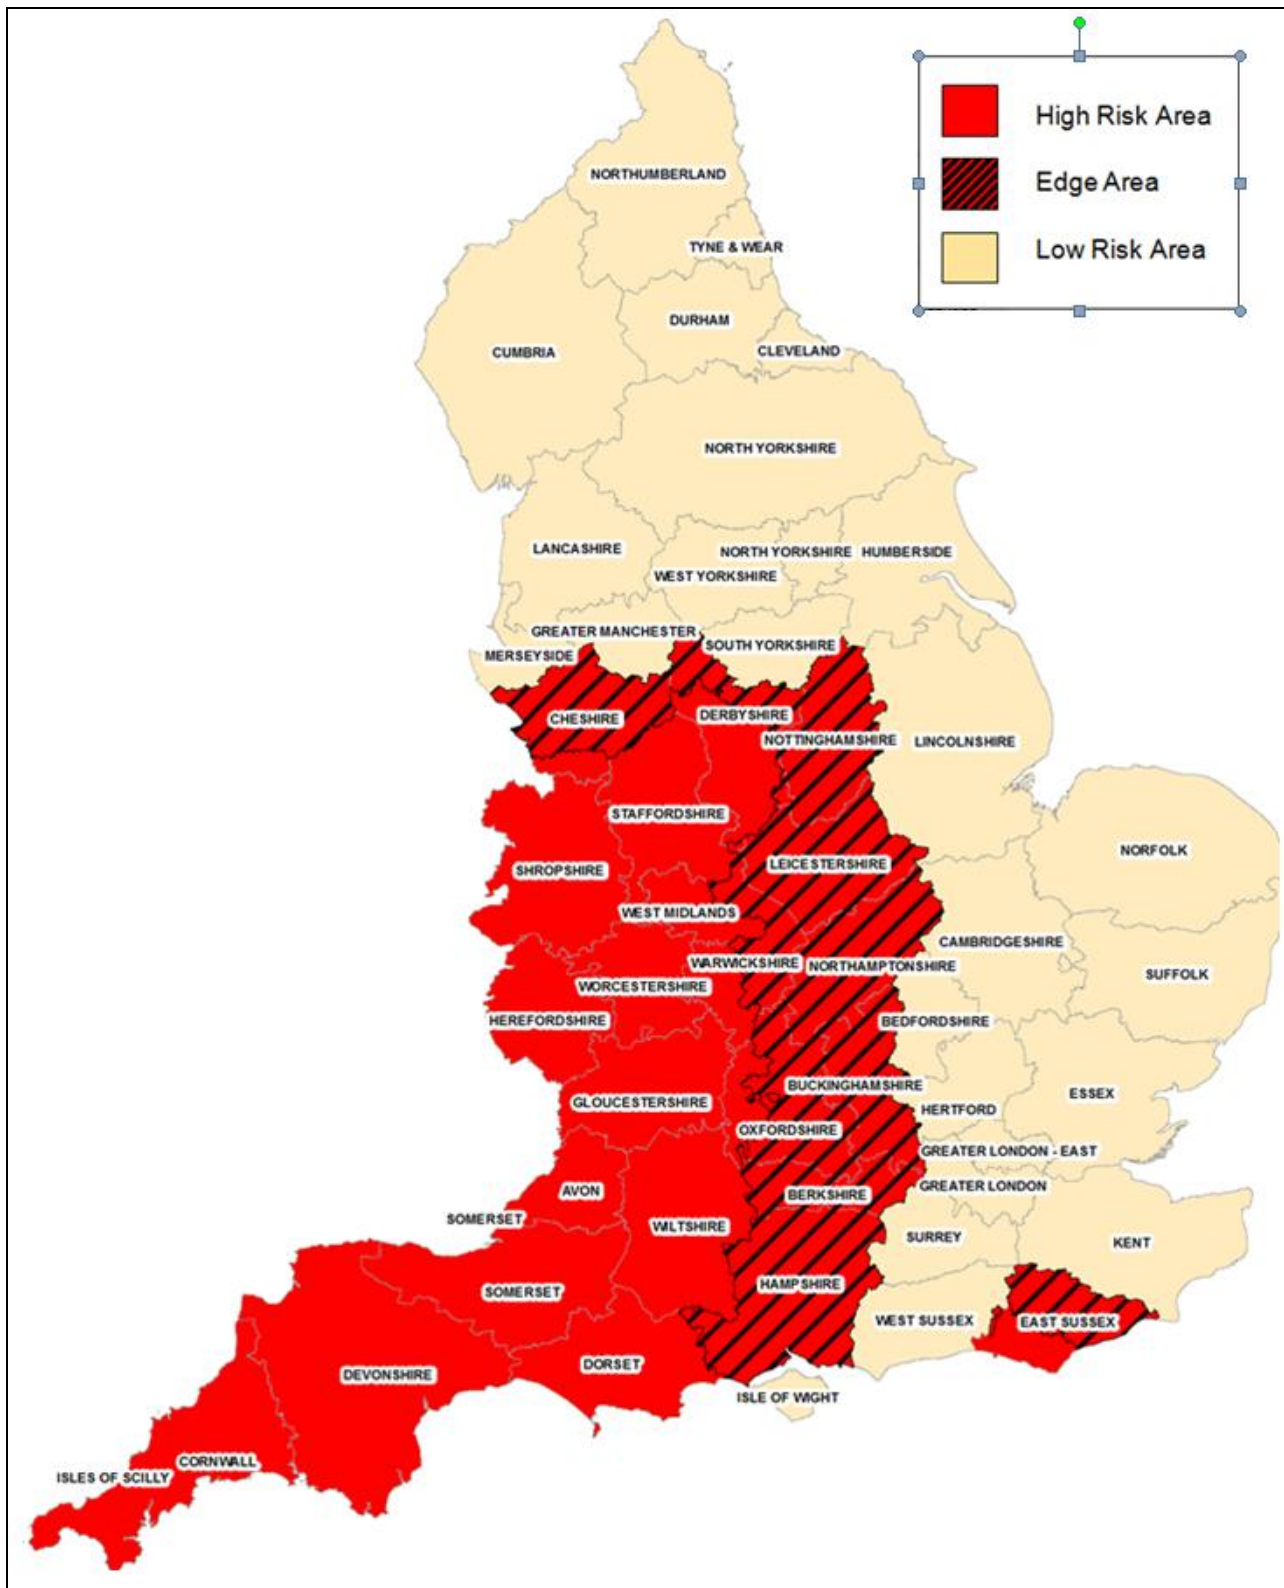 High Risk Area
Edge Area
Low Risk Area
NORTHUMBERLAND
TYNE & WEAR
DURHAM
CLEVELAND
CUMBRIA
NORTH YORKSHIRE
LANCASHIRE
NORTH YORKSHIRE
HUMBERSIDE
WEST YORKSHIRE
GREATER MANCHESTER
SOUTH YORKSHIRE
MERSEYSIDE
CHESHIRE
DERBYSHIRE
NOTTINGHAMSHIRE
LINCOLNSHIRE
STAFFORDSHIRE
NORFOLK
SHROPSHIRE
LEICESTERSHIRE
WEST MIDLANDS
CAMBRIDGESHIRE
WARWICKSHIRE
NORTHAMPTONSHIRE
SUFFOLK
WORCESTERSHIRE
HEREFORDSHIRE
BEDFORDSHIRE
BUCKINGHAMSHIRE
ESSEX
GLOUCESTERSHIRE
HERTFORD
OXFORDSHIRE
GREATER LONDON - EAST
AVON
BERKSHIRE
GREATER LONDON
SOMERSET
WILTSHIRE
SURREY
KENT
SOMERSET
HAMPSHIRE
WEST SUSSEX
EAST SUSSEX
DEVONSHIRE
DORSET
ISLE OF WIGHT
CORNWALL
ISLES OF SCILLY